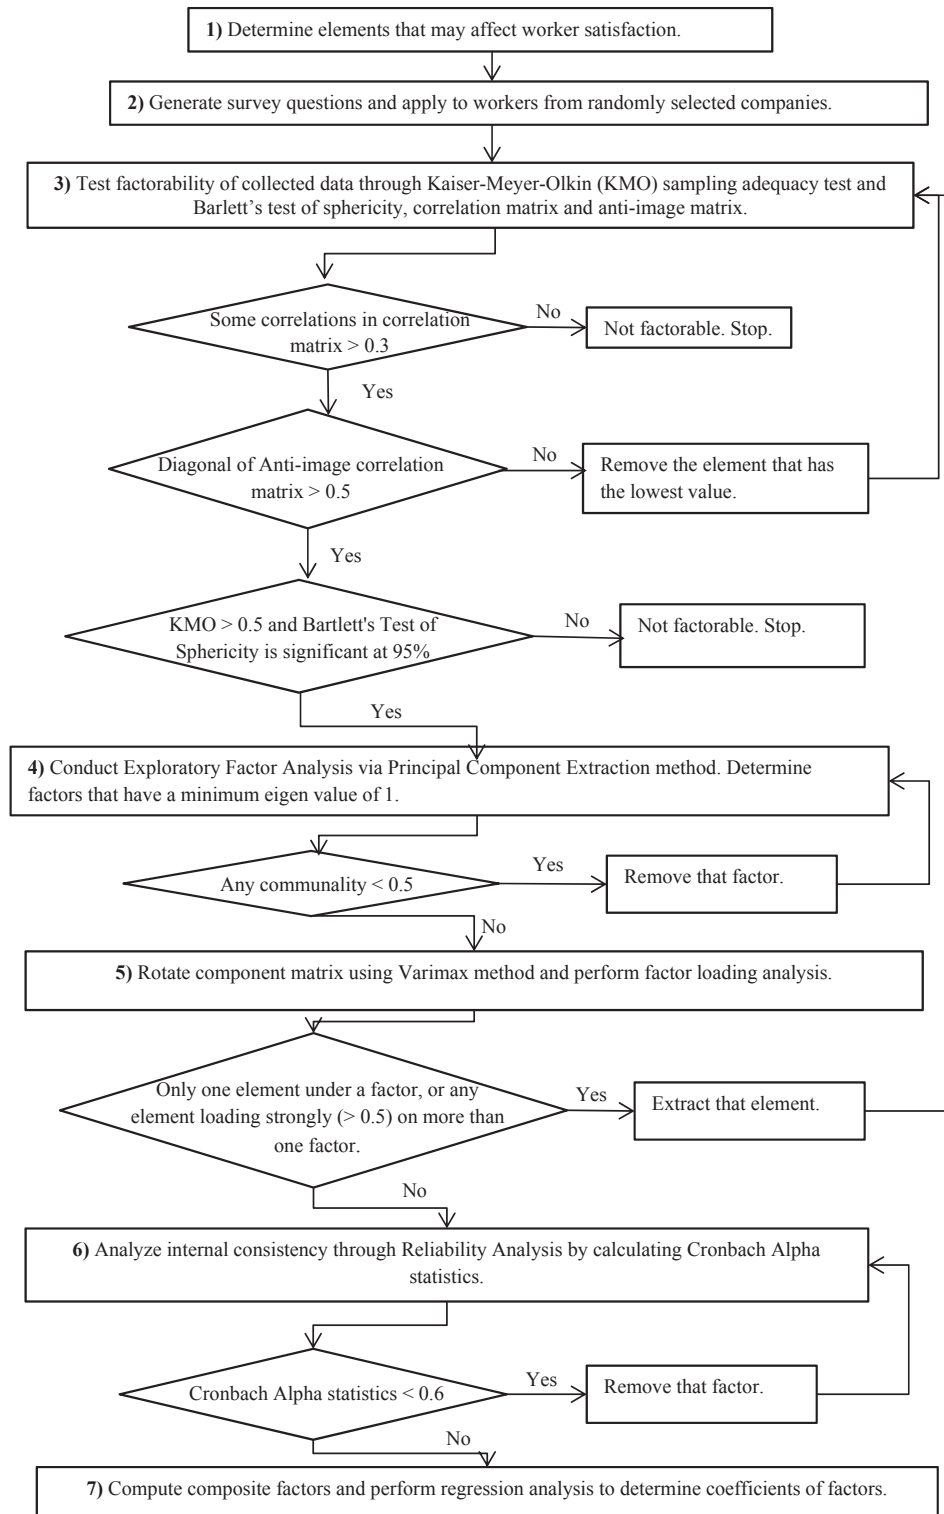 1) Determine elements that may affect worker satisfaction.
2) Generate survey questions and apply to workers from randomly selected companies.
3) Test factorability of collected data through Kaiser-Meyer-Olkin (KMO) sampling adequacy test and
Barlett's test of sphericity, correlation matrix and anti-image matrix.
Some correlations in correlation
matrix > 0.3
No
Not factorable. Stop.
Yes
Diagonal of Anti-image correlation
matrix > 0.5
No
Remove the element that has
the lowest value.
Yes
KMO > 0.5 and Bartlett's Test of
Sphericity is significant at 95%
No
Not factorable. Stop.
Yes
4) Conduct Exploratory Factor Analysis via Principal Component Extraction method. Determine
factors that have a minimum eigen value of 1.
Any communality < 0.5
Yes
Remove that factor.
No
5) Rotate component matrix using Varimax method and perform factor loading analysis.
Only one element under a factor, or any
element loading strongly (> 0.5) on more than
one factor.
Yes
Extract that element.
No
6) Analyze internal consistency through Reliability Analysis by calculating Cronbach Alpha
statistics.
Cronbach Alpha statistics < 0.6
Yes
Remove that factor.
No
7) Compute composite factors and perform regression analysis to determine coefficients of factors.